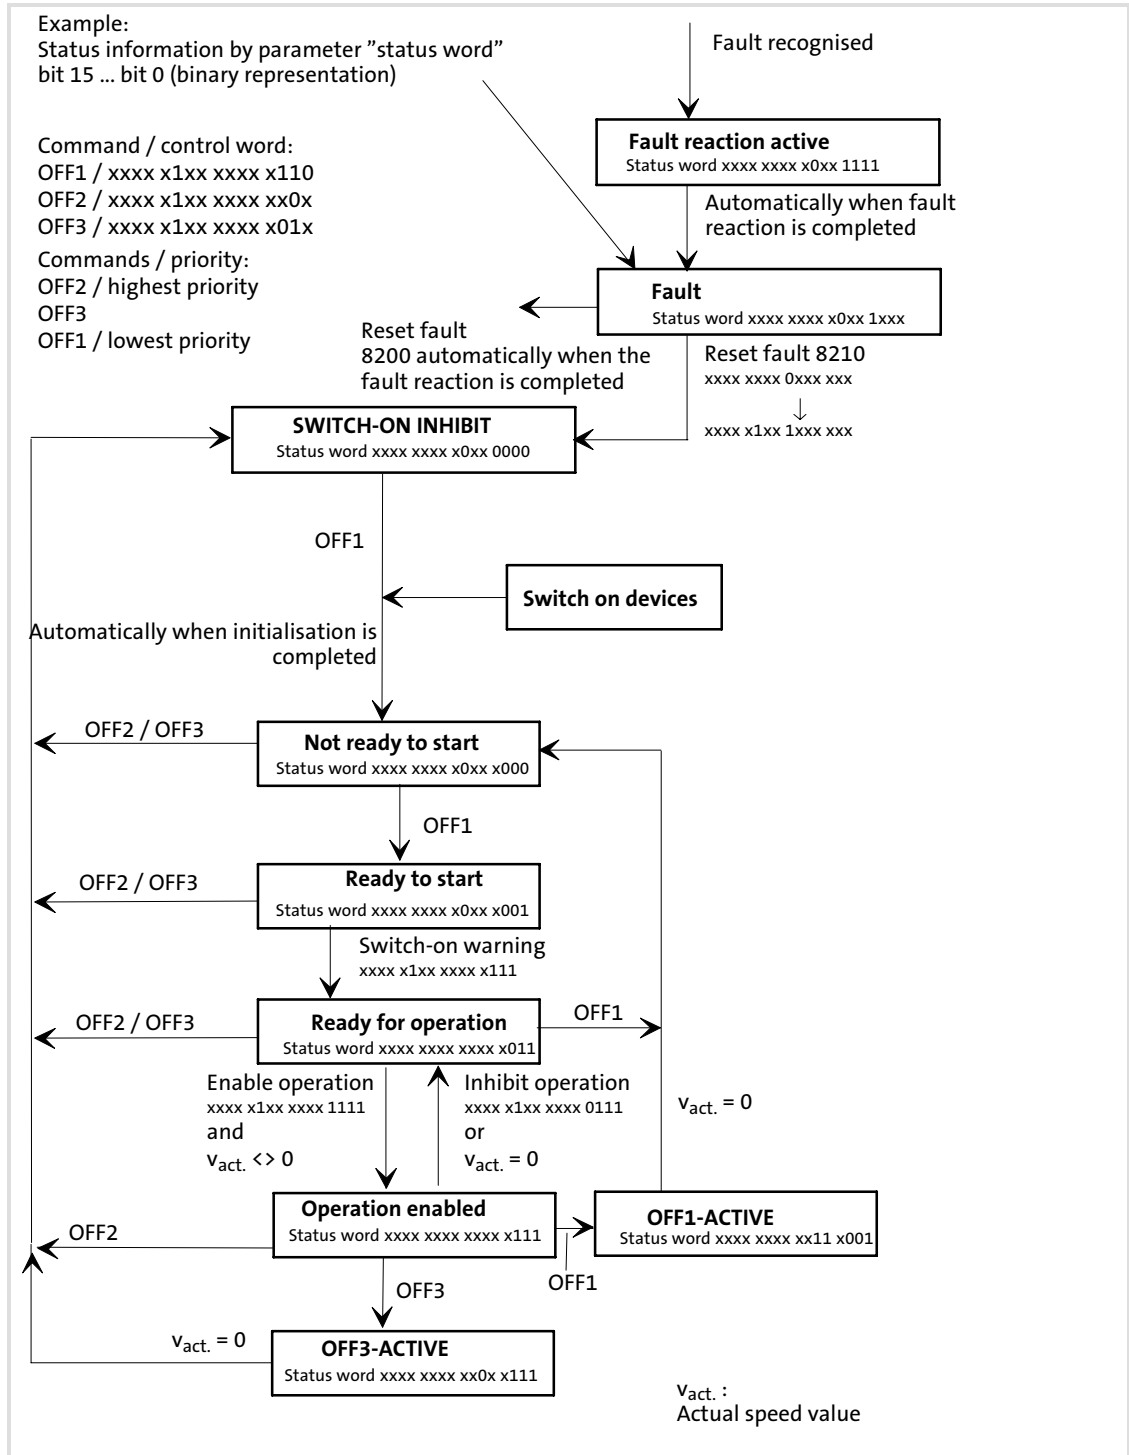 Example:
Status information by parameter ”status word”
bit 15 ... bit 0 (binary representation)
Fault recognised
Command / control word:
OFF1 / xxxx x1xx xxxx x110
OFF2 / xxxx x1xx xxxx xx0x
OFF3 / xxxx x1xx xxxx x01x
Commands / priority:
OFF2 / highest priority
OFF3
OFF1 / lowest priority
Fault reaction active
Status word xxxx xxxx x0xx 1111
Automatically when fault
reaction is completed
Fault
Status word xxxx xxxx x0xx 1xxx
Reset fault
8200 automatically when the
fault reaction is completed
Reset fault 8210
xxxx xxxx 0xxx xxx
xxxx x1xx 1xxx xxx
SWITCH-ON INHIBIT
Status word xxxx xxxx x0xx 0000
OFF1
Switch on devices
Automatically when initialisation is
completed
OFF2 / OFF3
Not ready to start
Status word xxxx xxxx x0xx x000
OFF1
OFF2 / OFF3
Ready to start
Status word xxxx xxxx x0xx x001
Switch-on warning
xxxx x1xx xxxx x111
OFF2 / OFF3
Ready for operation
Status word xxxx xxxx xxxx x011
OFF1
Enable operation
xxxx x1xx xxxx 1111
and
vact. <> 0
Inhibit operation
xxxx x1xx xxxx 0111
or
vact. = 0
vact. = 0
OFF2
Operation enabled
Status word xxxx xxxx xxxx x111
OFF1
OFF1-ACTIVE
Status word xxxx xxxx xx11 x001
OFF3
vact. = 0
OFF3-ACTIVE
Status word xxxx xxxx xx0x x111
vact. :
Actual speed value